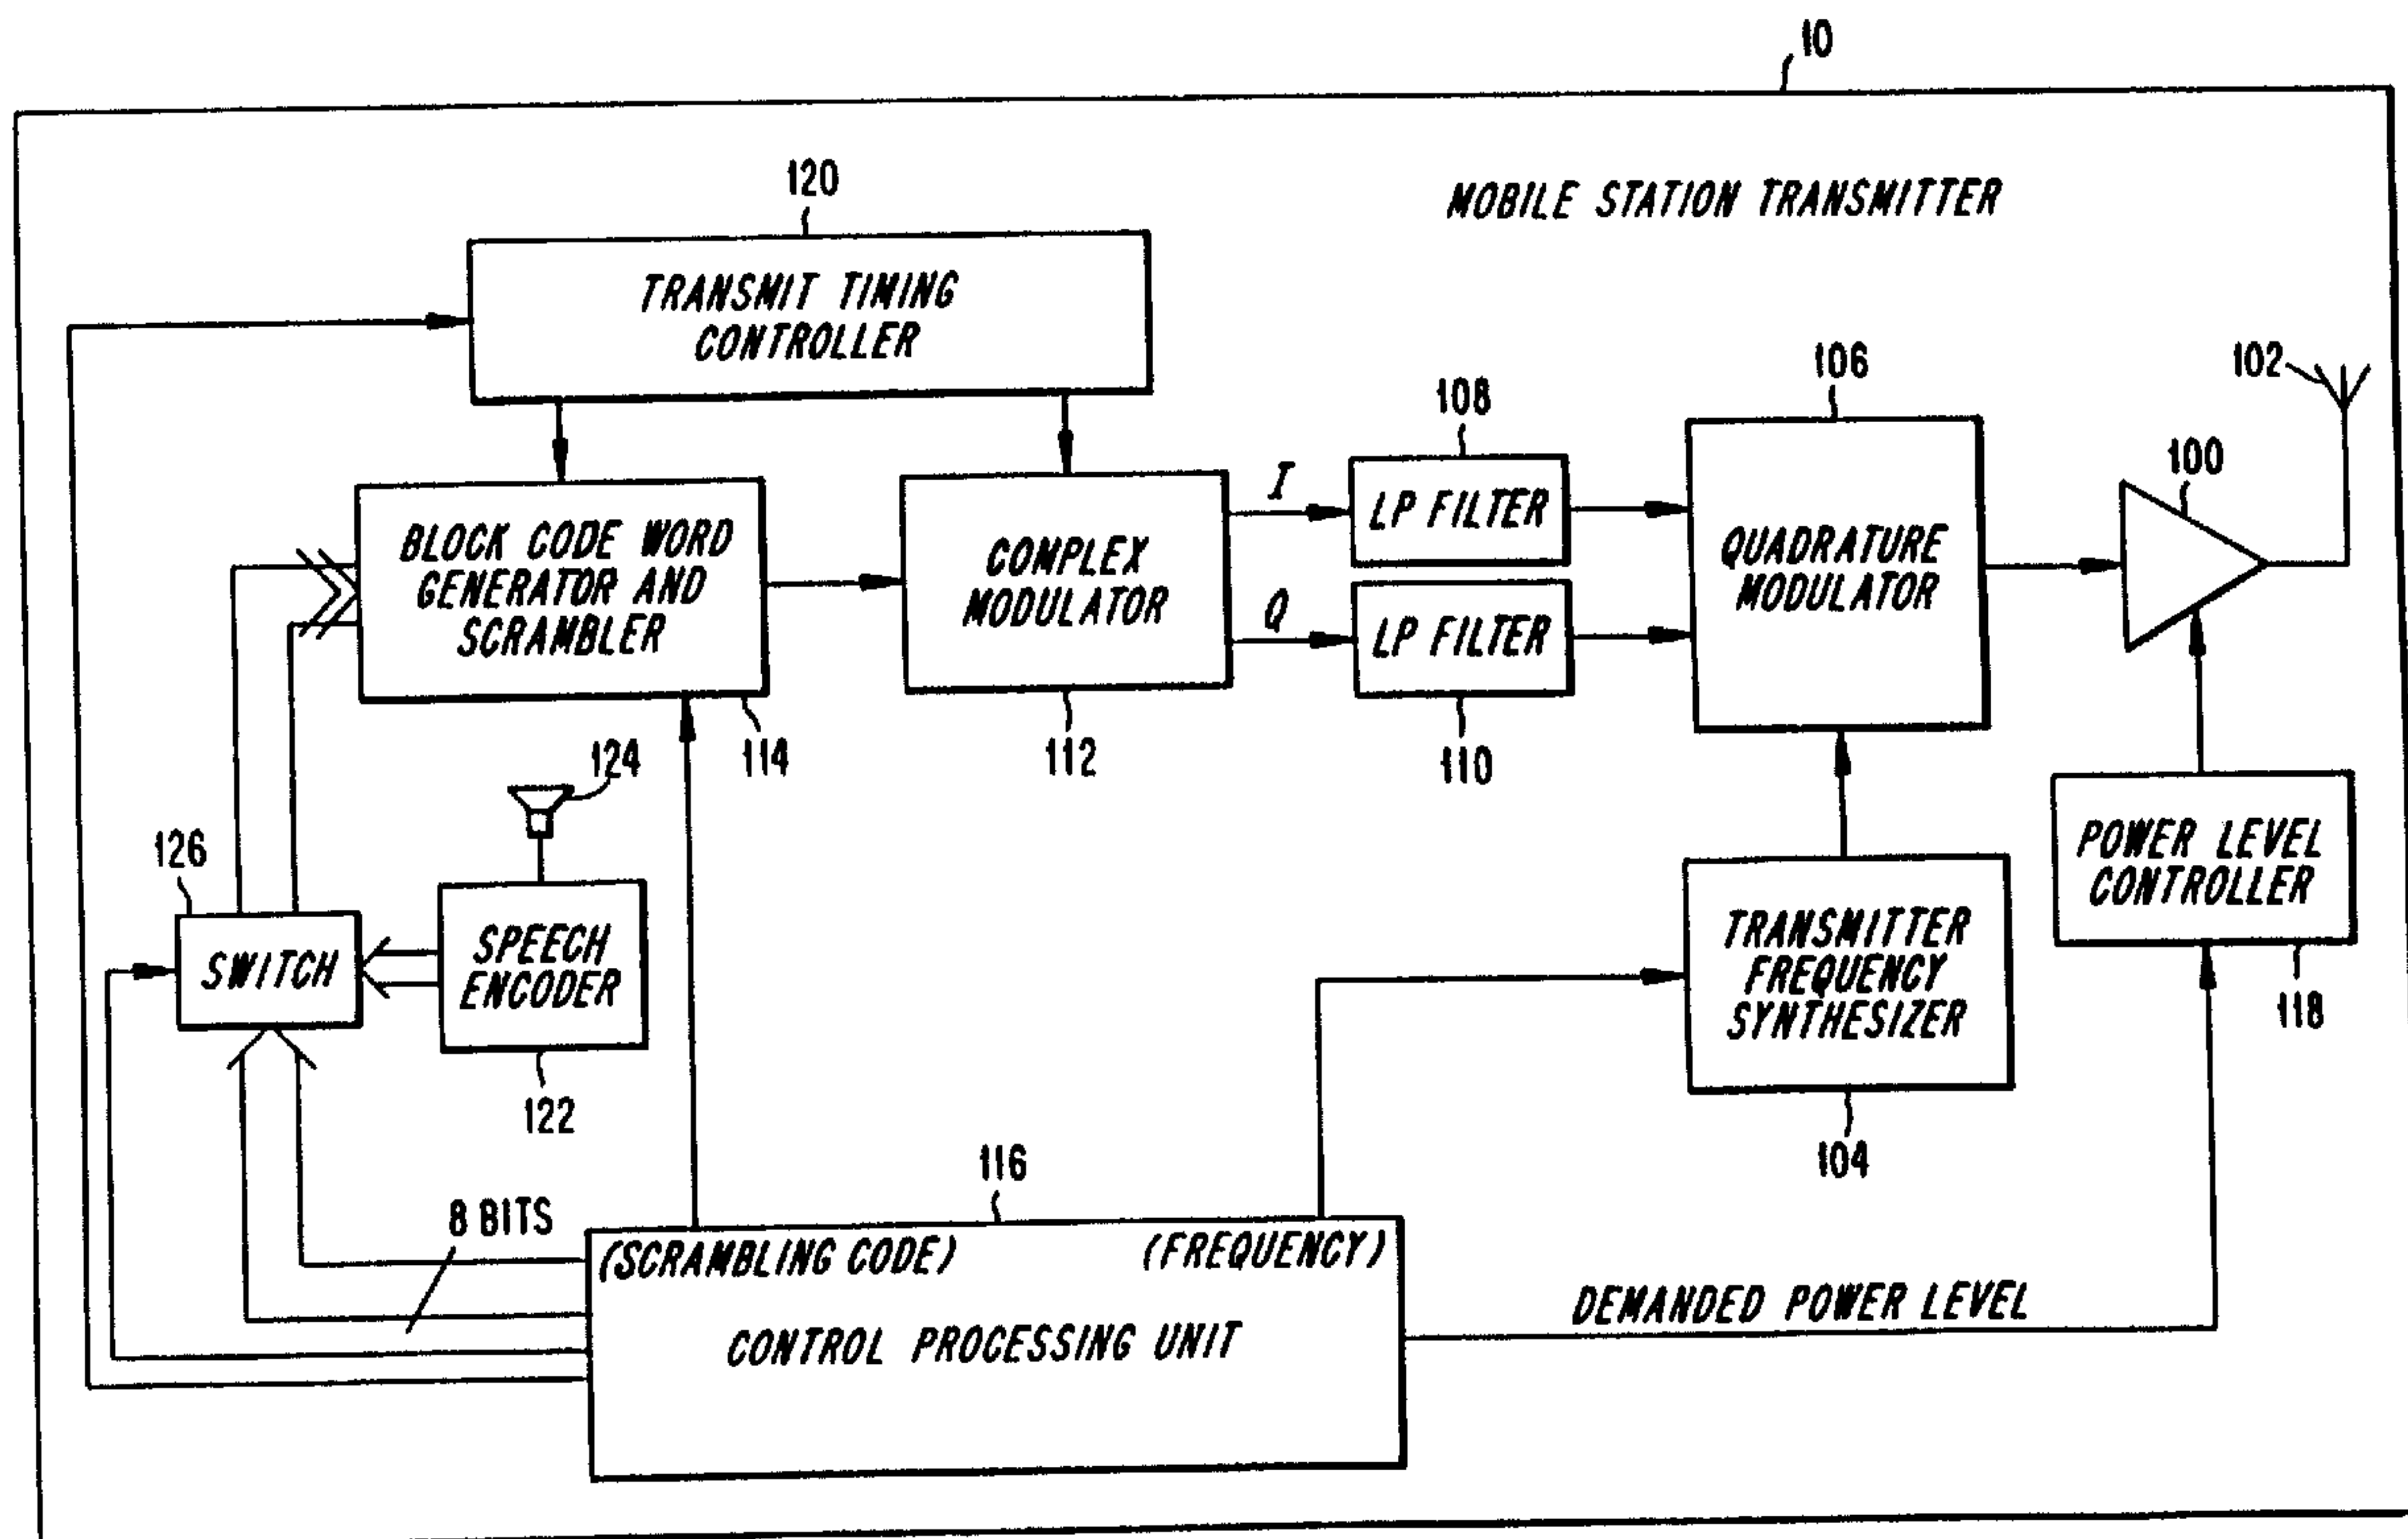 10
MOBILE STATION TRANSMITTER
120
TRANSMIT TIMING
CONTROLLER
BLOCK CODE WORD
GENERATOR AND
SCRAMBLER
114
COMPLEX
MODULATOR
112
I
Q
108
LP FILTER
LP FILTER
110
106
QUADRATURE
MODULATOR
102
100
POWER LEVEL
CONTROLLER
118
TRANSMITTER
FREQUENCY
SYNTHESIZER
104
124
126
SWITCH
SPEECH
ENCODER
122
116
8 BITS
(SCRAMBLING CODE)
(FREQUENCY)
CONTROL PROCESSING UNIT
DEMANDED POWER LEVEL